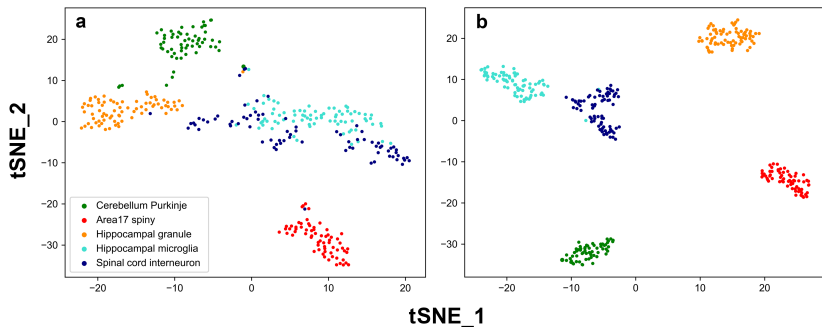 a
b
20
10
0
−10
−20
−30
20
10
0
−10
−20
−30
tSNE_2
Cerebellum Purkinje
Area17 spiny
Hippocampal granule
Hippocampal microglia
Spinal cord interneuron
−20 −10 0 10 20
−20 −10 0 10 20
tSNE_1